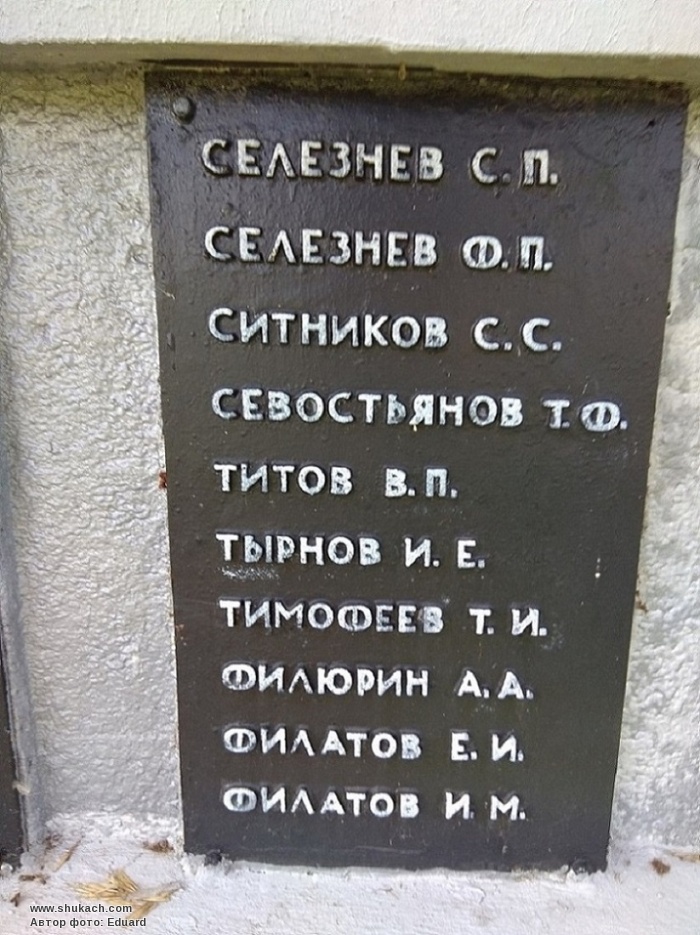 СЕЛЕЗНЕВ С.П.
СЕЛЕЗНЕВ Ф.П.
СИТНИКОВ С.С.
СЕВОСТЬЯНОВ Т.Ф.
ТИТОВ В.П.
ТЫРНОВ И.Е.
ТИМОФЕЕВ Т.И.
ФИЛЮРИН А.А.
ФИЛАТОВ Е.И.
ФИЛАТОВ И.М.
www.shukach.com
Автор фото: Eduard